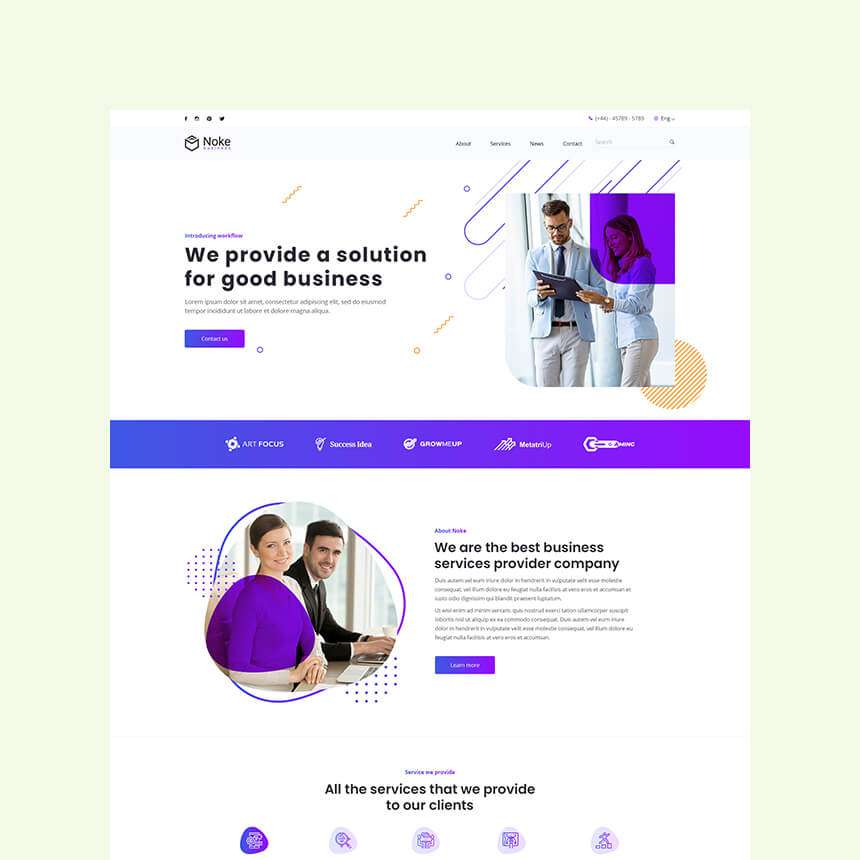 (+44) - 45789 - 5789
Eng
Noke
BUSINESS
About
Services
News
Contact
Search
Introducing workflow
We provide a solution
for good business
Lorem ipsum dolor sit amet, consectetur adipiscing elit, sed do eiusmod
tempor incididunt ut labore et dolore magna aliqua.
Contact us
ART FOCUS
Success Idea
GROWMEUP
MetatriUp
GAMING
About Noke
We are the best business
services provider company
Duis autem vel eum iriure dolor in hendrerit in vulputate velit esse molestie
consequat, vel illum dolore eu feugiat nulla facilisis at vero eros et accumsan et
iusto odio dignissim qui blandit praesent luptatum.
Ut wisi enim ad minim veniam, quis nostrud exerci tation ullamcorper suscipit
lobortis nisl ut aliquip ex ea commodo consequat. Duis autem vel eum iriure
dolor in hendrerit in vulputate velit esse molestie consequat, vel illum dolore eu
feugiat nulla facilisis at vero eros et accumsan.
Learn more
Service we provide
All the services that we provide
to our clients